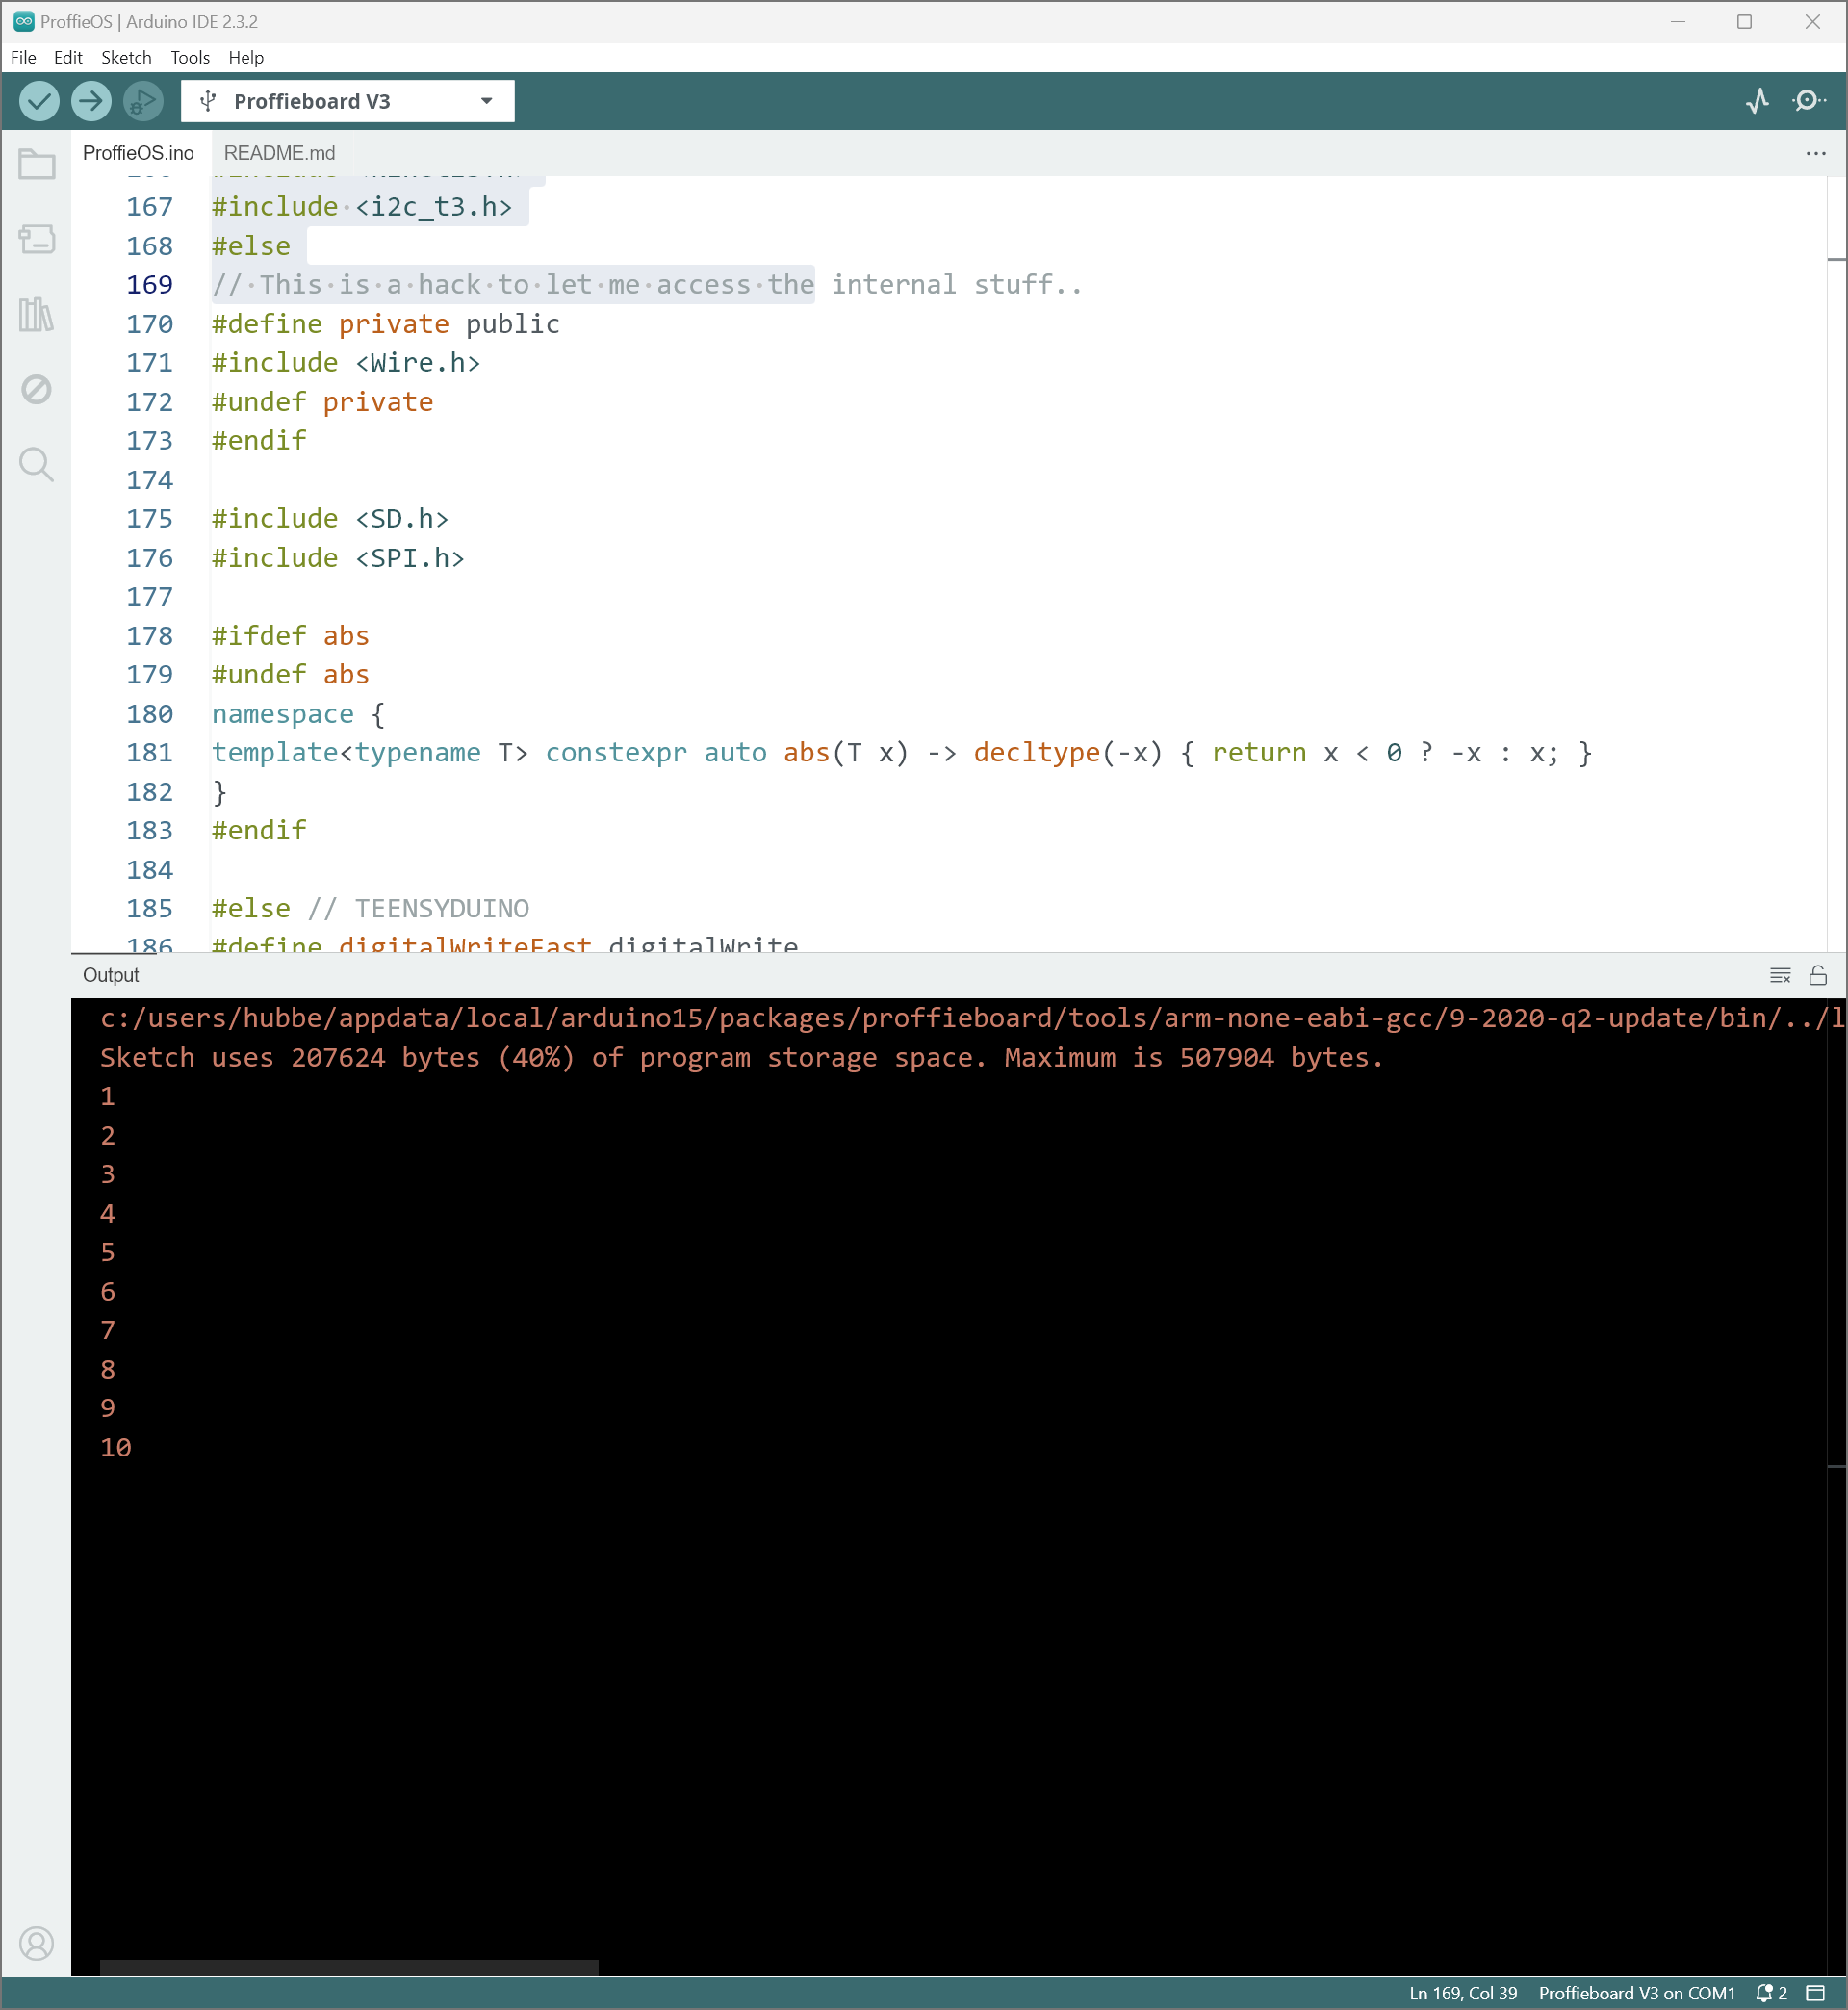 ProffieOS | Arduino IDE 2.3.2
File Edit Sketch Tools Help
Proffieboard V3
ProffieOS.ino README.md
167 #include <i2c_t3.h>
168 #else
169 // This is a hack to let me access the internal stuff..
170 #define private public
171 #include <Wire.h>
172 #undef private
173 #endif
174
175 #include <SD.h>
176 #include <SPI.h>
177
178 #ifdef abs
179 #undef abs
180 namespace {
181 template<typename T> constexpr auto abs(T x) -> decltype(-x) { return x < 0 ? -x : x; }
182 }
183 #endif
184
185 #else // TEENSYDUINO
186 #define digitalWriteFast digitalWrite
Output
c:/users/hubbe/appdata/local/arduino15/packages/proffieboard/tools/arm-none-eabi-gcc/9-2020-q2-update/bin/../l
Sketch uses 207624 bytes (40%) of program storage space. Maximum is 507904 bytes.
1
2
3
4
5
6
7
8
9
10
Ln 169, Col 39 Proffieboard V3 on COM1 2